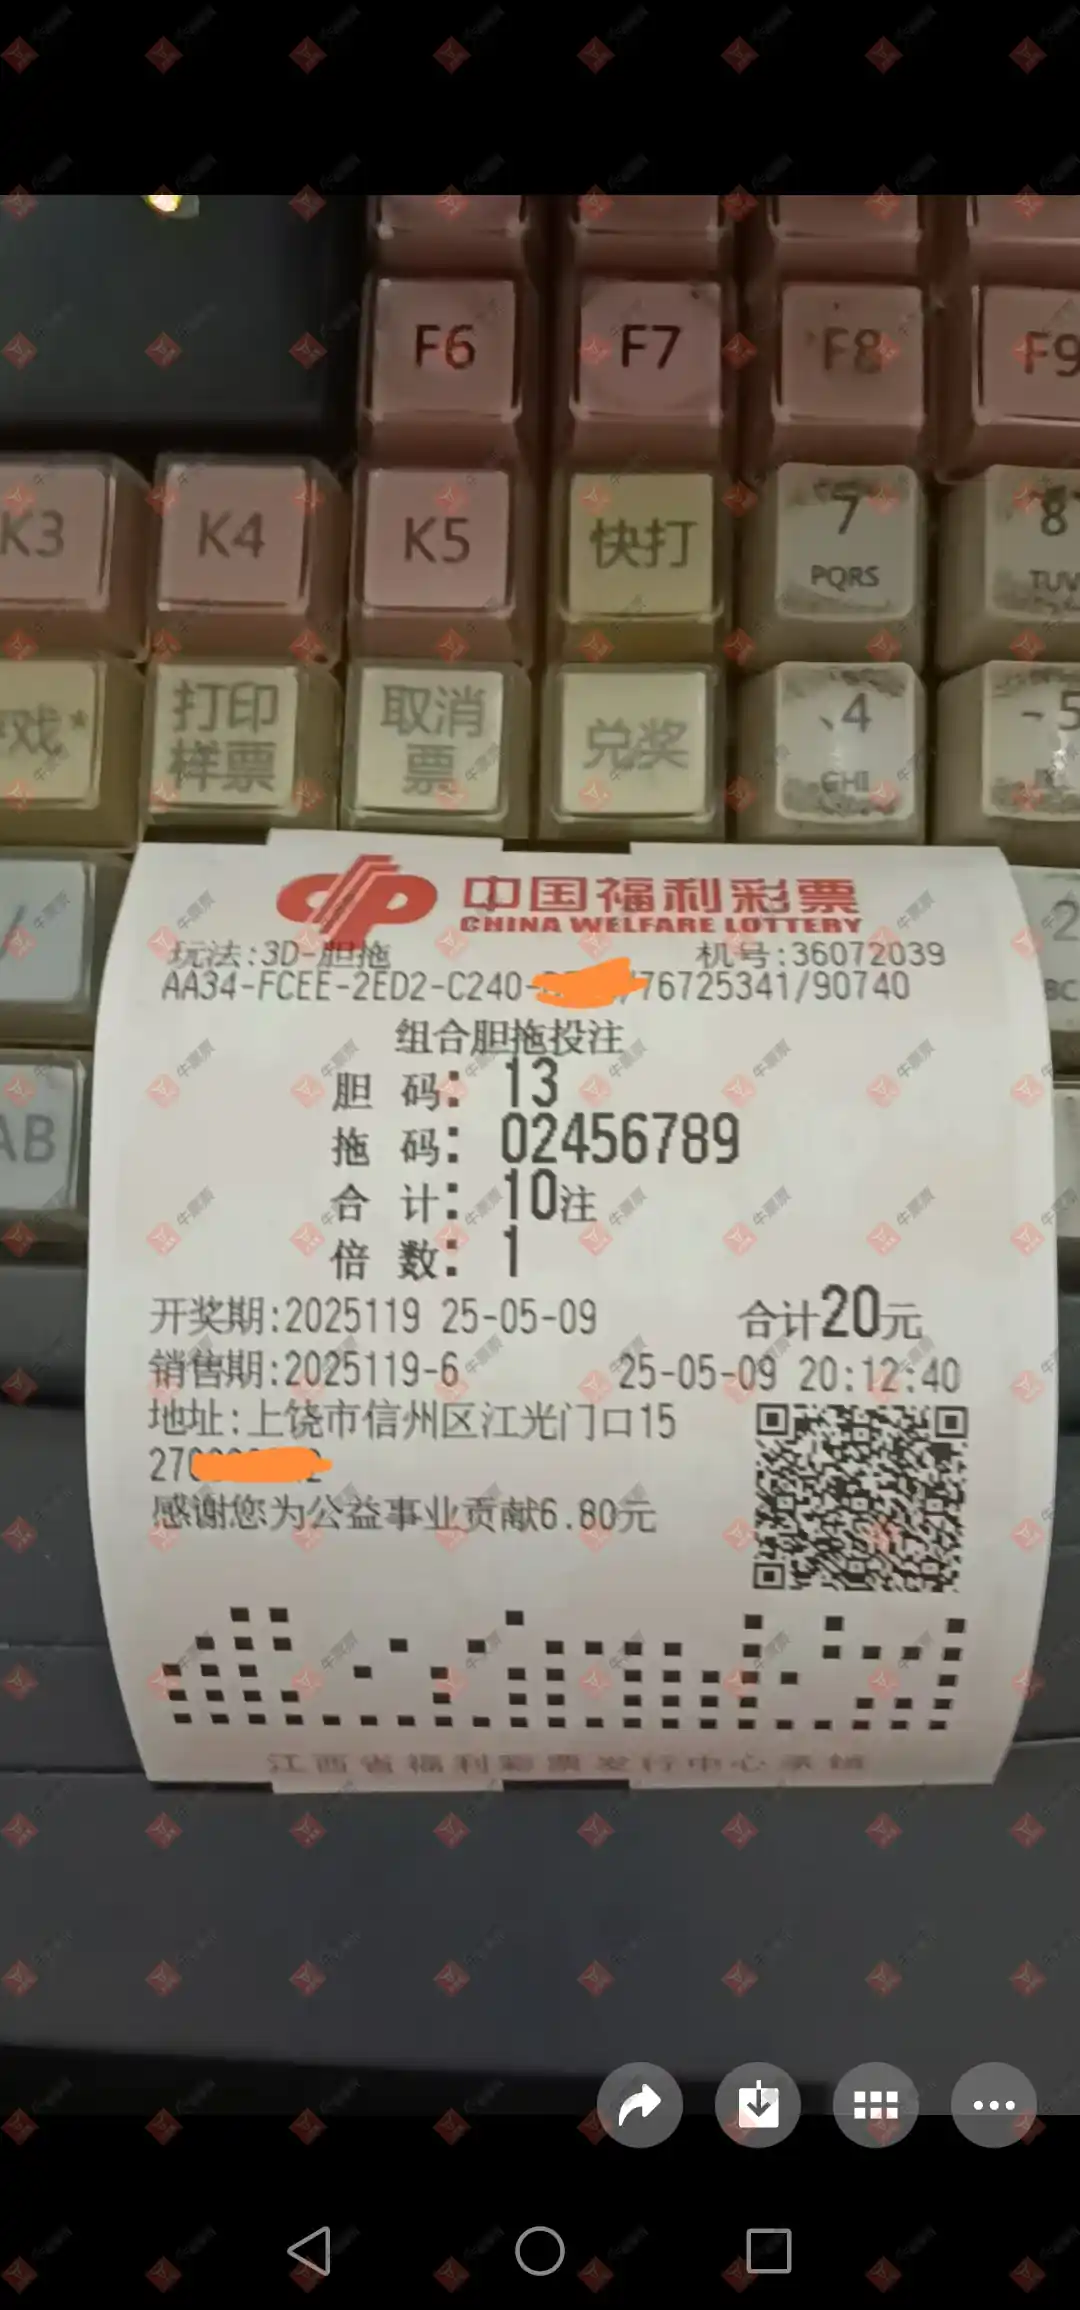 F6 F7 F8 F9
K3 K4 K5 快打 7 8
PQRS TUV
戏* 打印 取消 兑奖 4 5
样票 票
GHI
AB
中国福利彩票
CHINA WELFARE LOTTERY
玩法:3D-胆拖 机号:36072039
AA34-FCEE-2ED2-C240- /76725341/90740
组合胆拖投注
胆 码: 13
拖 码: 02456789
合 计: 10注
倍 数: 1
开奖期:2025119 25-05-09 合计20元
销售期:2025119-6 25-05-09 20:12:40
地址:上饶市信州区江光门口15
270 2
感谢您为公益事业贡献6.80元
江西省福利彩票发行中心承销
牛票票